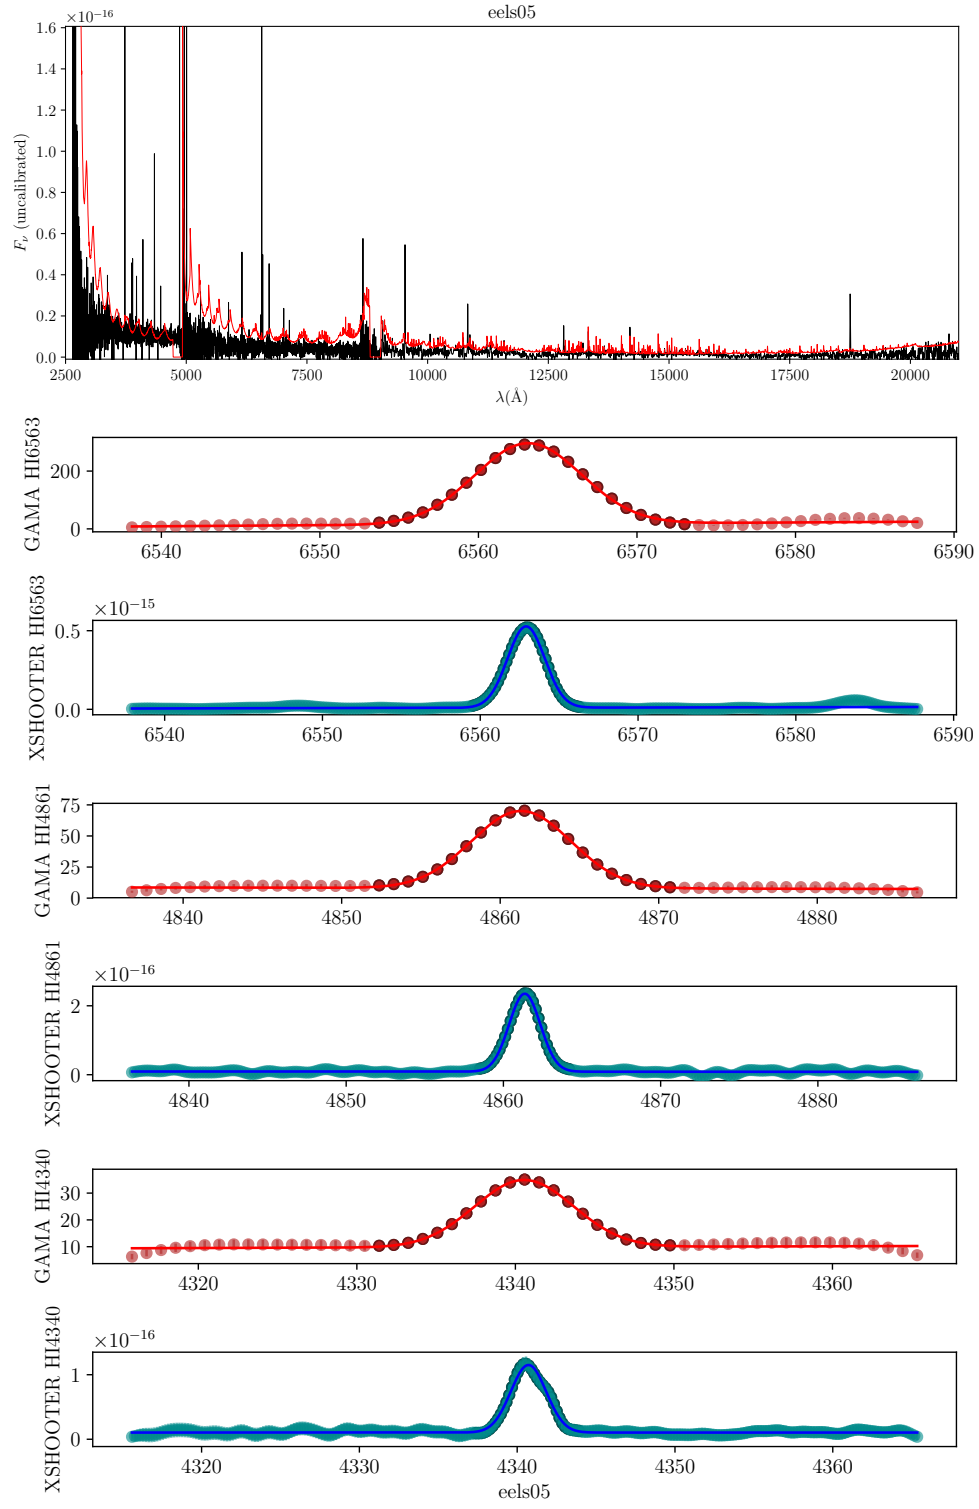 eels05
×10⁻¹⁶
F_ν (uncalibrated)
1.6
1.4
1.2
1.0
0.8
0.6
0.4
0.2
0.0
2500 5000 7500 10000 12500 15000 17500 20000
λ(Å)
GAMA HI6563
200
0
6540 6550 6560 6570 6580 6590
XSHOOTER HI6563
×10⁻¹⁵
0.5
0.0
6540 6550 6560 6570 6580 6590
GAMA HI4861
75
50
25
0
4840 4850 4860 4870 4880
XSHOOTER HI4861
×10⁻¹⁶
2
0
4840 4850 4860 4870 4880
GAMA HI4340
30
20
10
4320 4330 4340 4350 4360
XSHOOTER HI4340
×10⁻¹⁶
1
0
4320 4330 4340 4350 4360
eels05